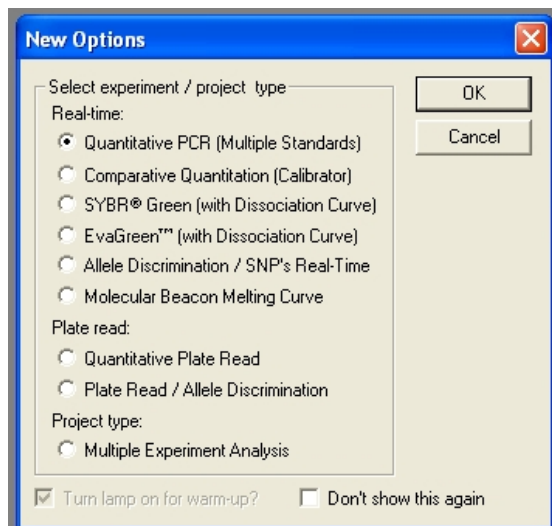 New Options
Select experiment / project type
OK
Real-time:
Quantitative PCR (Multiple Standards)
Cancel
Comparative Quantitation (Calibrator)
SYBR® Green (with Dissociation Curve)
EvaGreen™ (with Dissociation Curve)
Allele Discrimination / SNP's Real-Time
Molecular Beacon Melting Curve
Plate read:
Quantitative Plate Read
Plate Read / Allele Discrimination
Project type:
Multiple Experiment Analysis
Turn lamp on for warm-up? Don't show this again